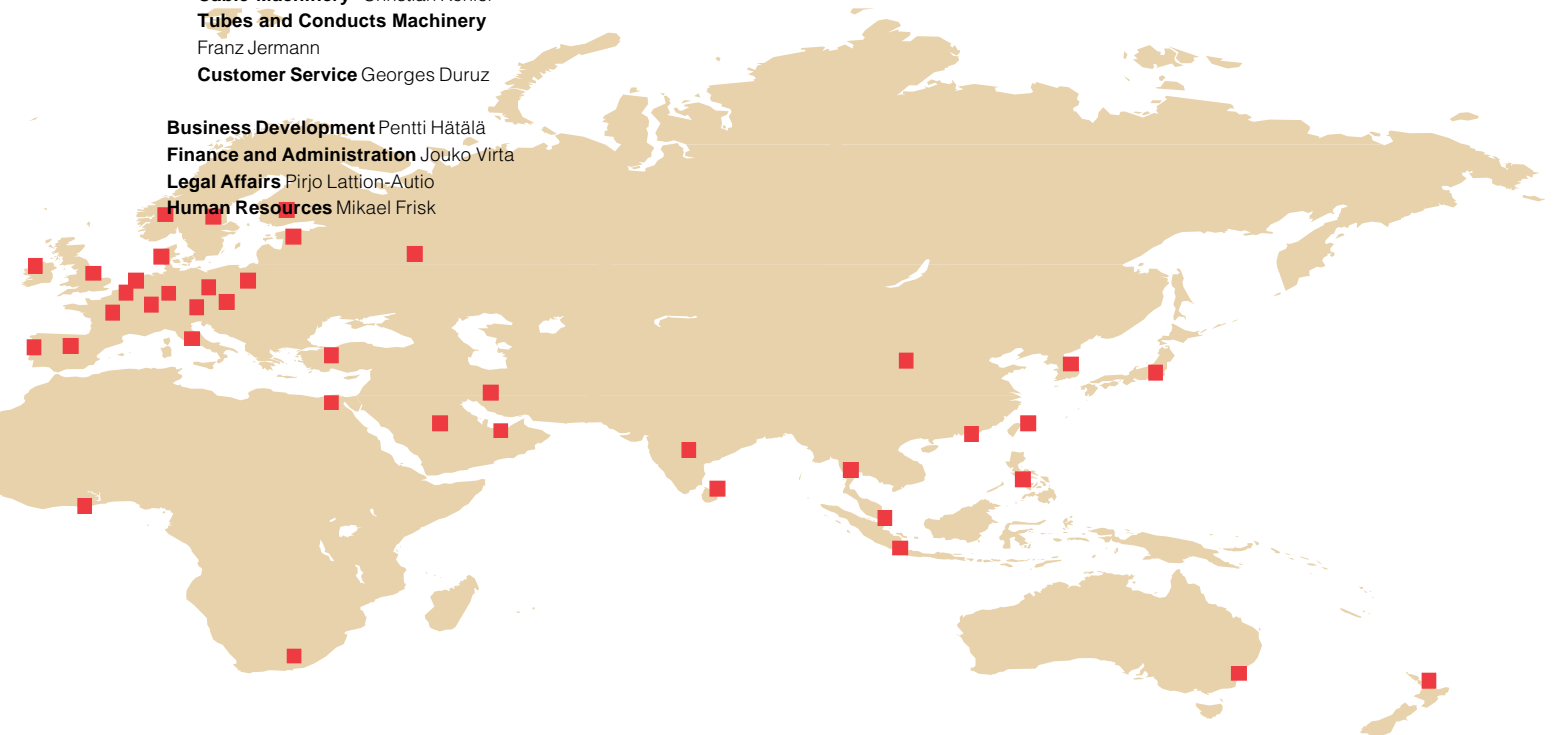 Tubes and Conducts Machinery
Franz Jermann
Customer Service Georges Duruz
Business Development Pentti Hätälä
Finance and Administration Jouko Virta
Legal Affairs Pirjo Lattion-Autio
Human Resources Mikael Frisk